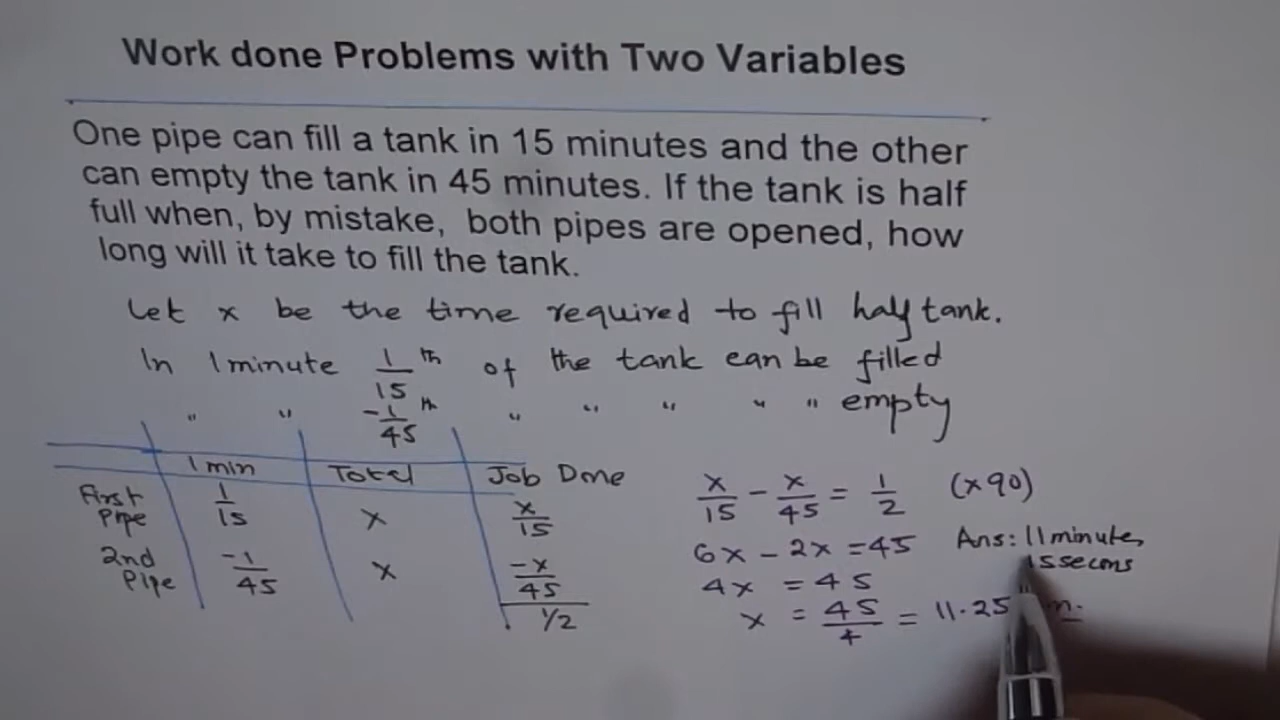 Work done Problems with Two Variables
One pipe can fill a tank in 15 minutes and the other
can empty the tank in 45 minutes. If the tank is half
full when, by mistake, both pipes are opened, how
long will it take to fill the tank.
Let x be the time required to fill half tank.
In 1 minute 1/15 th of the tank can be filled
" " -1/45 th " " " " " empty
1 min Total Job Done
First Pipe 1/15 x x/15
2nd Pipe -1/45 x -x/45
1/2
x/15 - x/45 = 1/2 (x 90)
6x - 2x = 45
4x = 45
x = 45/4 = 11.25
Ans: 11 minutes
15 secons